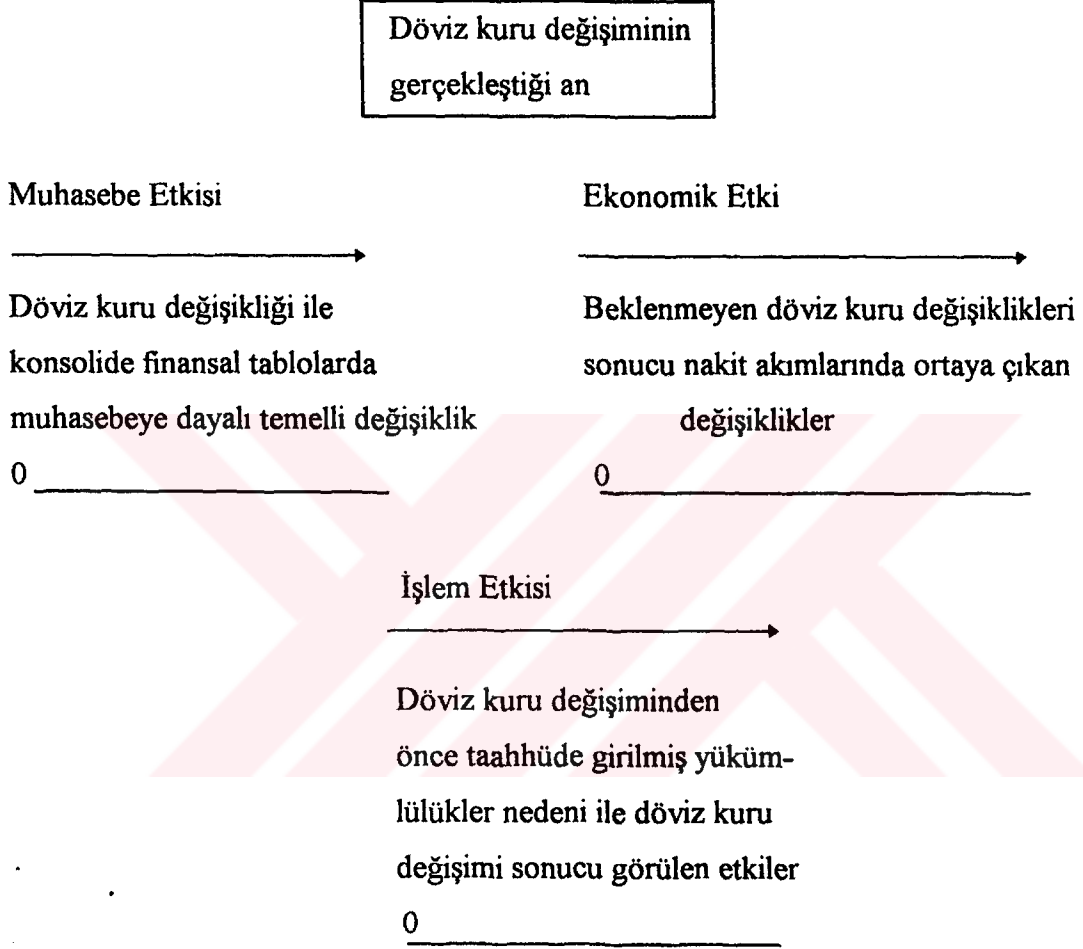 Döviz kuru değişiminin
gerçekleştiği an
Muhasebe Etkisi
Döviz kuru değişikliği ile
konsolide finansal tablolarda
muhasebeye dayalı temelli değişiklik
0
Ekonomik Etki
Beklenmeyen döviz kuru değişiklikleri
sonucu nakit akımlarında ortaya çıkan
değişiklikler
0
İşlem Etkisi
Döviz kuru değişiminden
önce taahhüde girilmiş yüküm-
lülükler nedeni ile döviz kuru
değişimi sonucu görülen etkiler
0